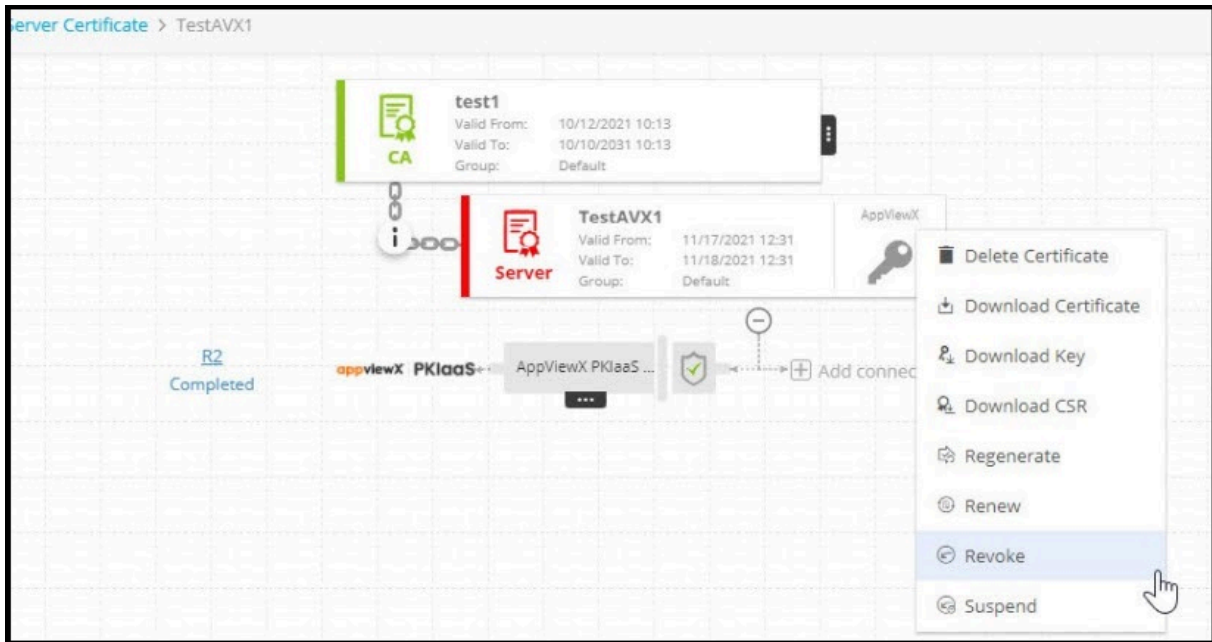 Server Certificate > TestAVX1
test1
Valid From: 10/12/2021 10:13
Valid To: 10/10/2031 10:13
Group: Default
CA
TestAVX1
Valid From: 11/17/2021 12:31
Valid To: 11/18/2021 12:31
Group: Default
Server
AppViewX
i
Delete Certificate
Download Certificate
Download Key
Download CSR
Regenerate
Renew
Revoke
Suspend
R2
Completed
appviewX PKIaaS
AppViewX PKIaaS ...
Add connec